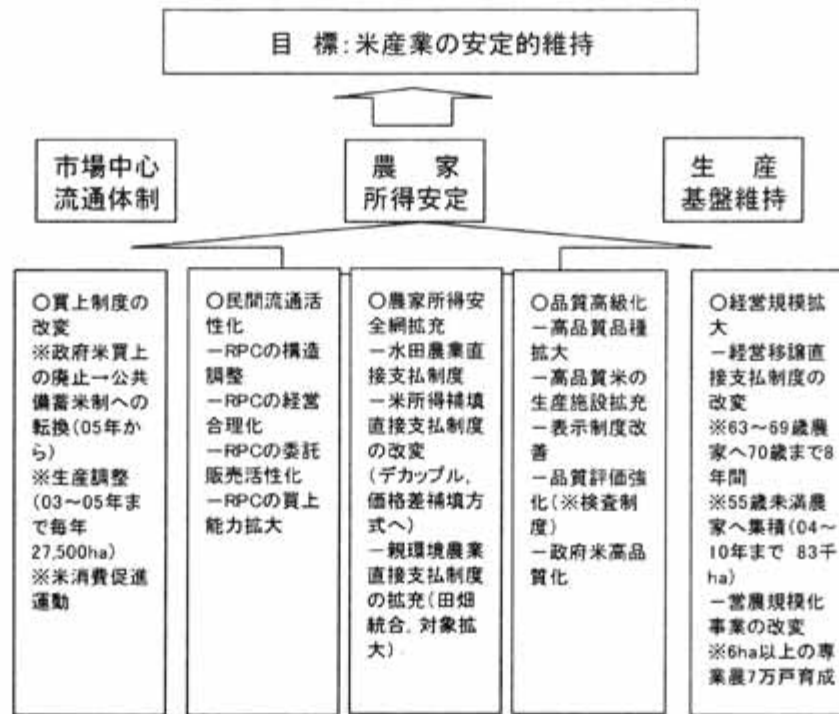 目 標:米産業の安定的維持
市場中心
流通体制
農 家
所得安定
生 産
基盤維持
○買上制度の
改変
※政府米買上
の廃止→公共
備蓄米制への
転換(05年か
ら)
※生産調整
(03～05年ま
で毎年
27,500ha)
※米消費促進
運動
○民間流通活
性化
－RPCの構造
調整
－RPCの経営
合理化
－RPCの委託
販売活性化
－RPCの買上
能力拡大
○農家所得安
全網拡充
－水田農業直
接支払制度
－米所得補填
直接支払制度
の改変
(デカップル,
価格差補填方
式へ)
－親環境農業
直接支払制度
の拡充(田畑
統合, 対象拡
大)
○品質高級化
－高品質品種
拡大
－高品質米の
生産施設拡充
－表示制度改
善
－品質評価強
化(※検査制
度)
－政府米高品
質化
○経営規模拡
大
－経営移譲直
接支払制度の
改変
※63～69歳農
家へ70歳まで8
年間
※55歳未満農
家へ集積(04～
10年まで 83千
ha)
－営農規模化
事業の改変
※6ha以上の専
業農7万戸育成